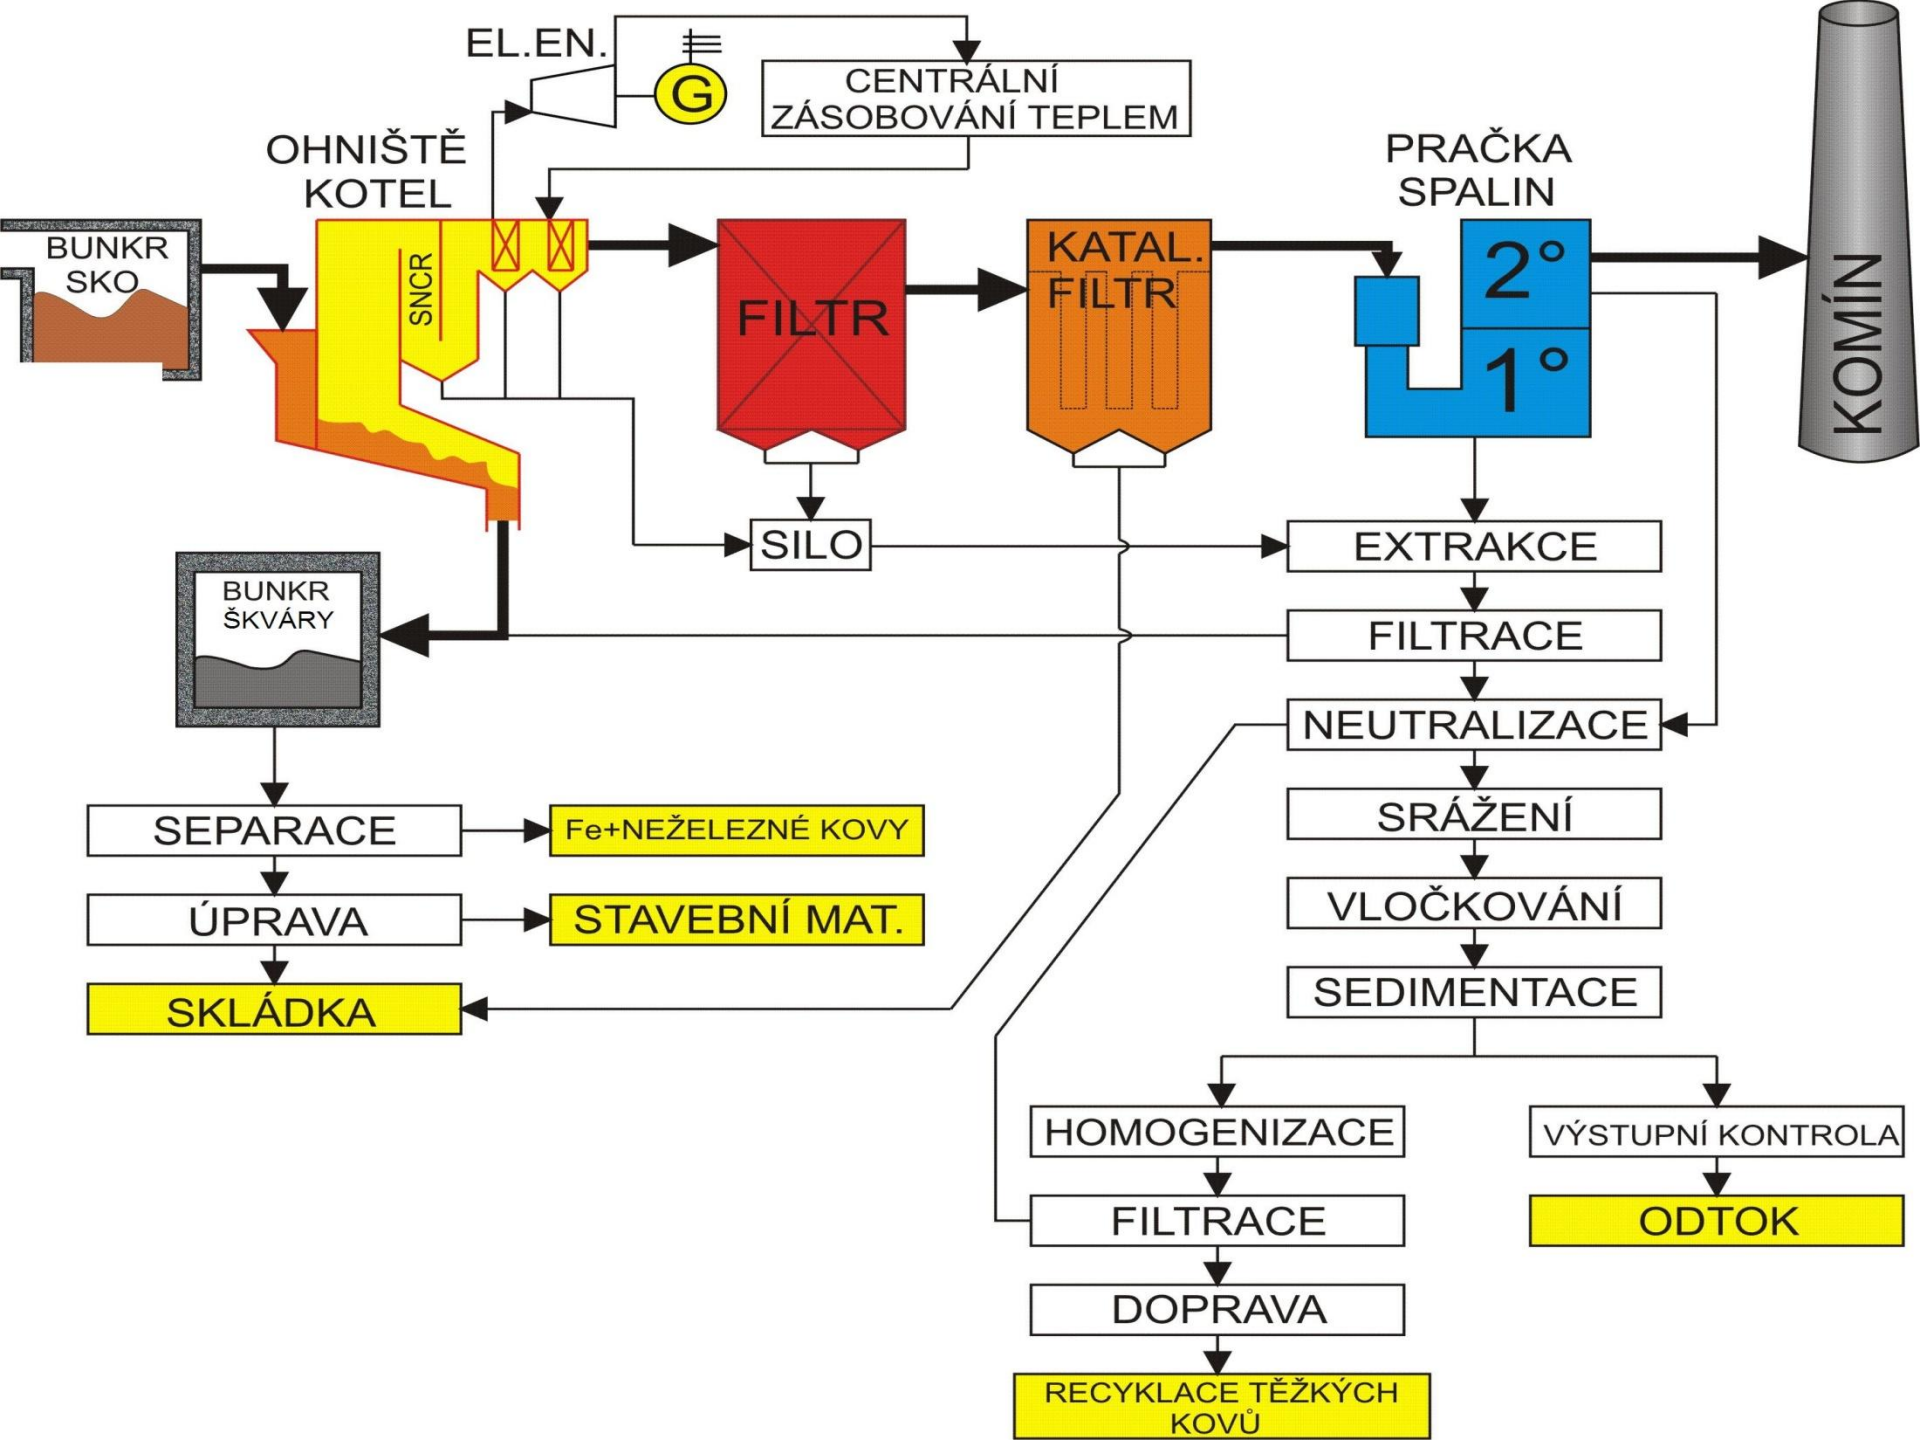 EL.EN.
G
CENTRÁLNÍ
ZÁSOBOVÁNÍ TEPLEM
OHNIŠTĚ
KOTEL
PRAČKA
SPALIN
BUNKR
SKO
SNCR
FILTR
KATAL.
FILTR
2°
1°
KOMÍN
SILO
EXTRAKCE
BUNKR
ŠKVÁRY
FILTRACE
NEUTRALIZACE
SEPARACE
Fe+NEŽELEZNÉ KOVY
SRÁŽENÍ
ÚPRAVA
STAVEBNÍ MAT.
VLOČKOVÁNÍ
SKLÁDKA
SEDIMENTACE
HOMOGENIZACE
VÝSTUPNÍ KONTROLA
FILTRACE
ODTOK
DOPRAVA
RECYKLACE TĚŽKÝCH
KOVŮ